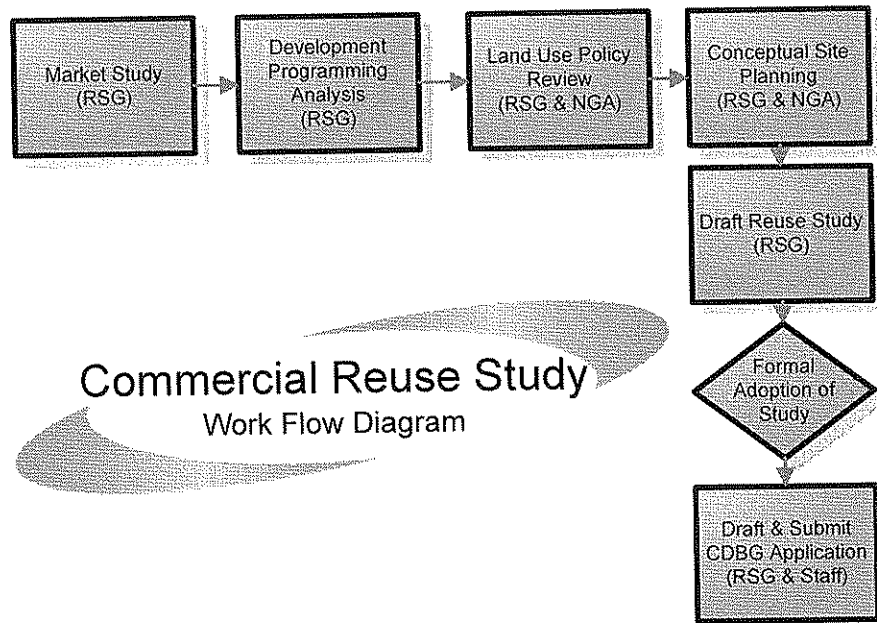 Market Study
(RSG)
Development
Programming
Analysis
(RSG)
Land Use Policy
Review
(RSG & NGA)
Conceptual Site
Planning
(RSG & NGA)
Draft Reuse Study
(RSG)
Formal
Adoption of
Study
Draft & Submit
CDBG Application
(RSG & Staff)
Commercial Reuse Study
Work Flow Diagram